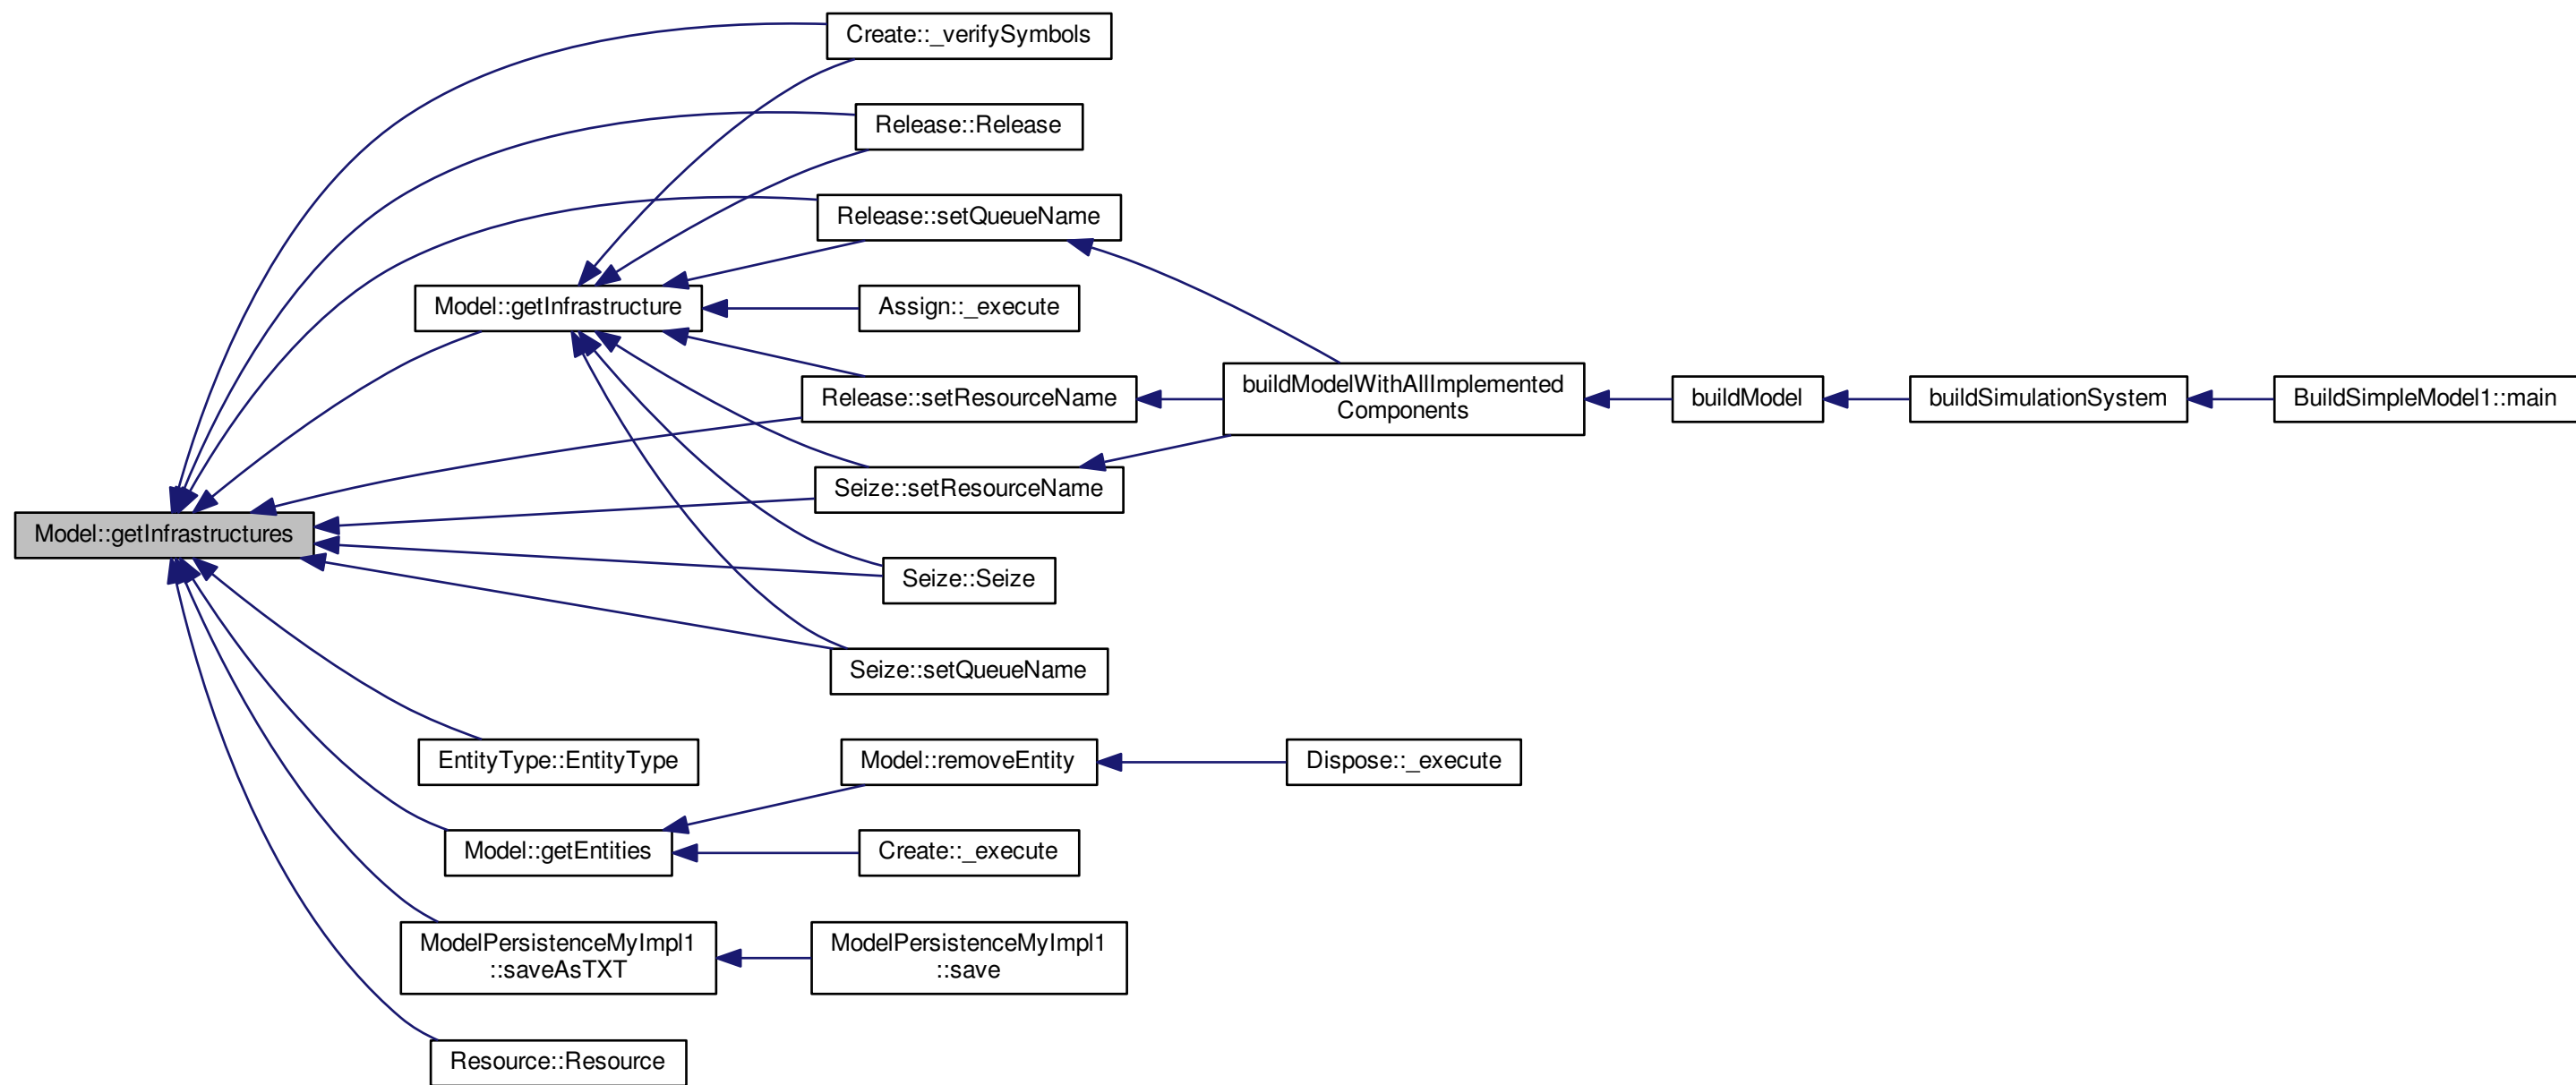 Create::_verifySymbols
Release::Release
Release::setQueueName
Model::getInfrastructure
Assign::_execute
buildModelWithAllImplemented
Components
Release::setResourceName
buildModel
buildSimulationSystem
BuildSimpleModel1::main
Seize::setResourceName
Model::getInfrastructures
Seize::Seize
Seize::setQueueName
EntityType::EntityType
Model::removeEntity
Dispose::_execute
Model::getEntities
Create::_execute
ModelPersistenceMyImpl1
::saveAsTXT
ModelPersistenceMyImpl1
::save
Resource::Resource